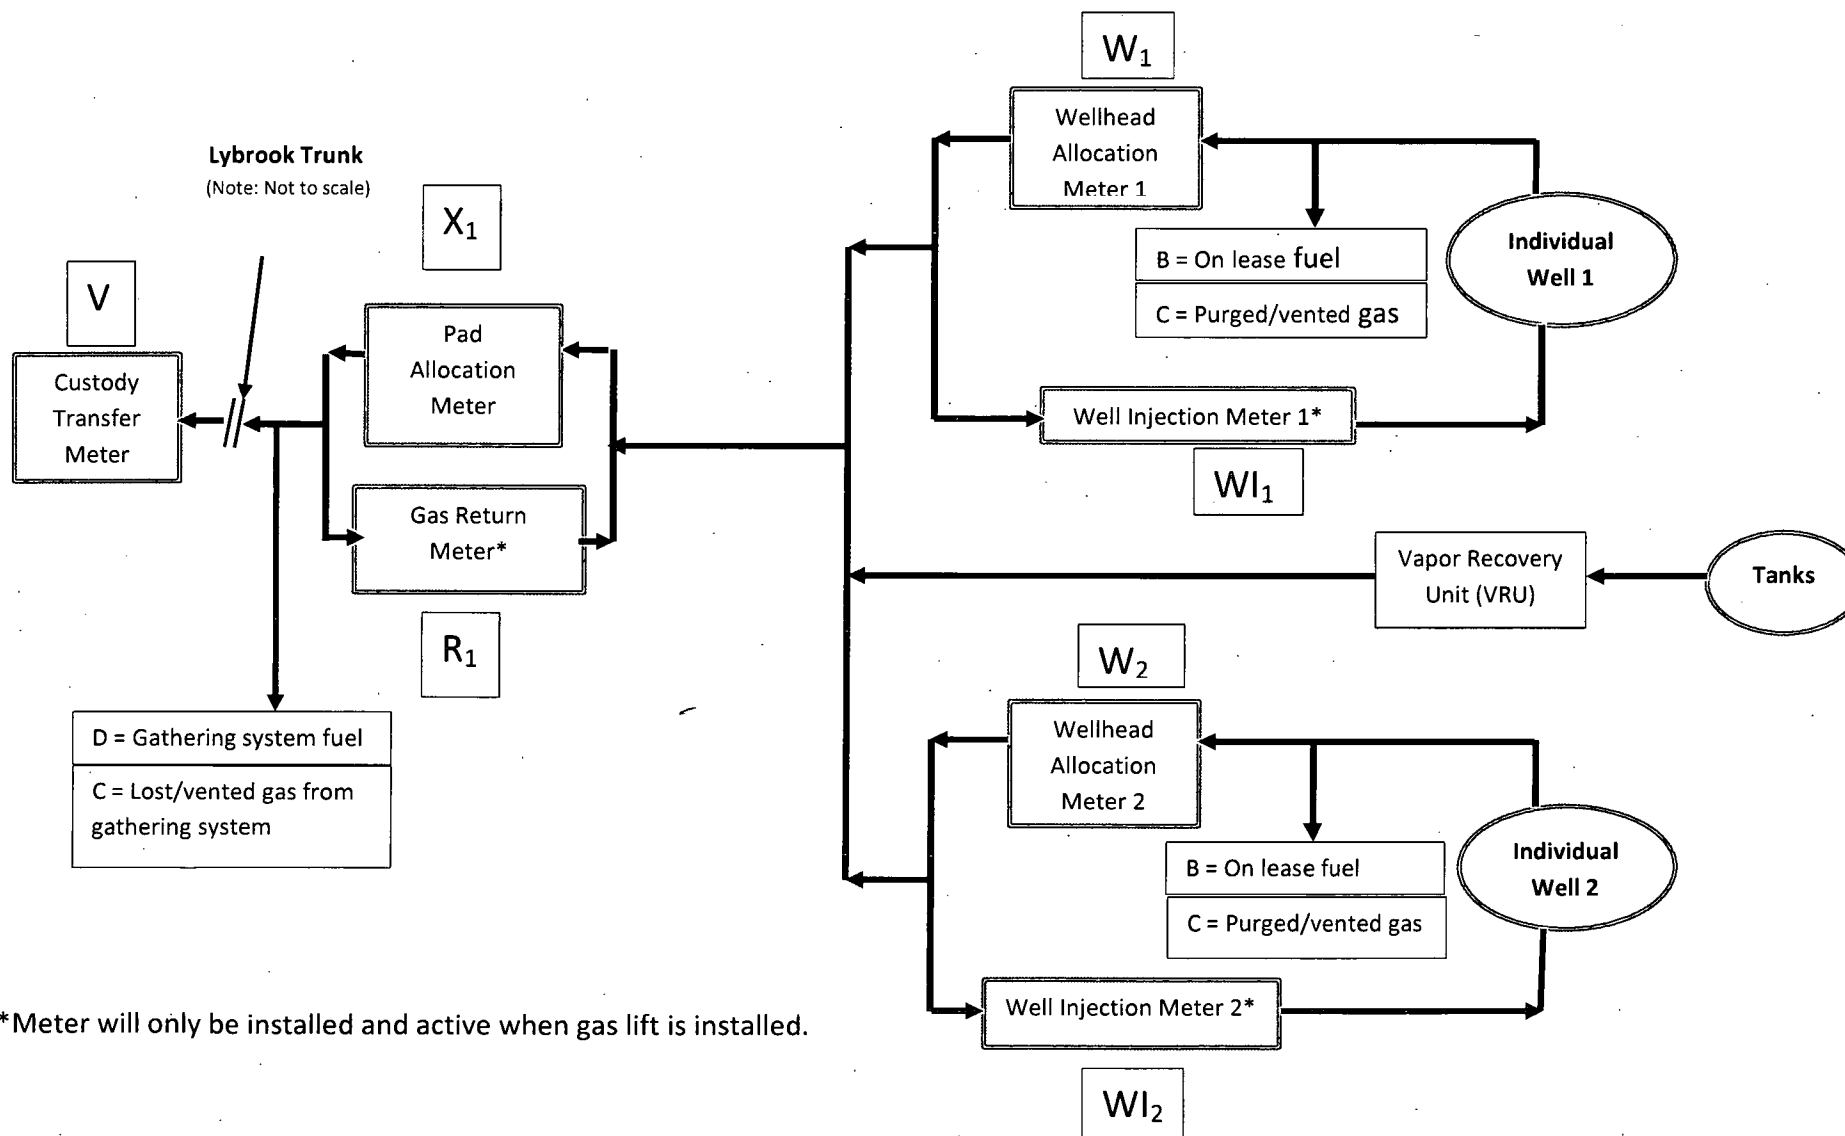 W₁
Wellhead
Allocation
Meter 1
Lybrook Trunk
(Note: Not to scale)
X₁
B = On lease fuel
C = Purged/vented gas
Individual
Well 1
V
Pad
Allocation
Meter
Custody
Transfer
Meter
Well Injection Meter 1*
WI₁
Gas Return
Meter*
R₁
Vapor Recovery
Unit (VRU)
Tanks
W₂
Wellhead
Allocation
Meter 2
D = Gathering system fuel
C = Lost/vented gas from
gathering system
B = On lease fuel
C = Purged/vented gas
Individual
Well 2
Well Injection Meter 2*
WI₂
*Meter will only be installed and active when gas lift is installed.